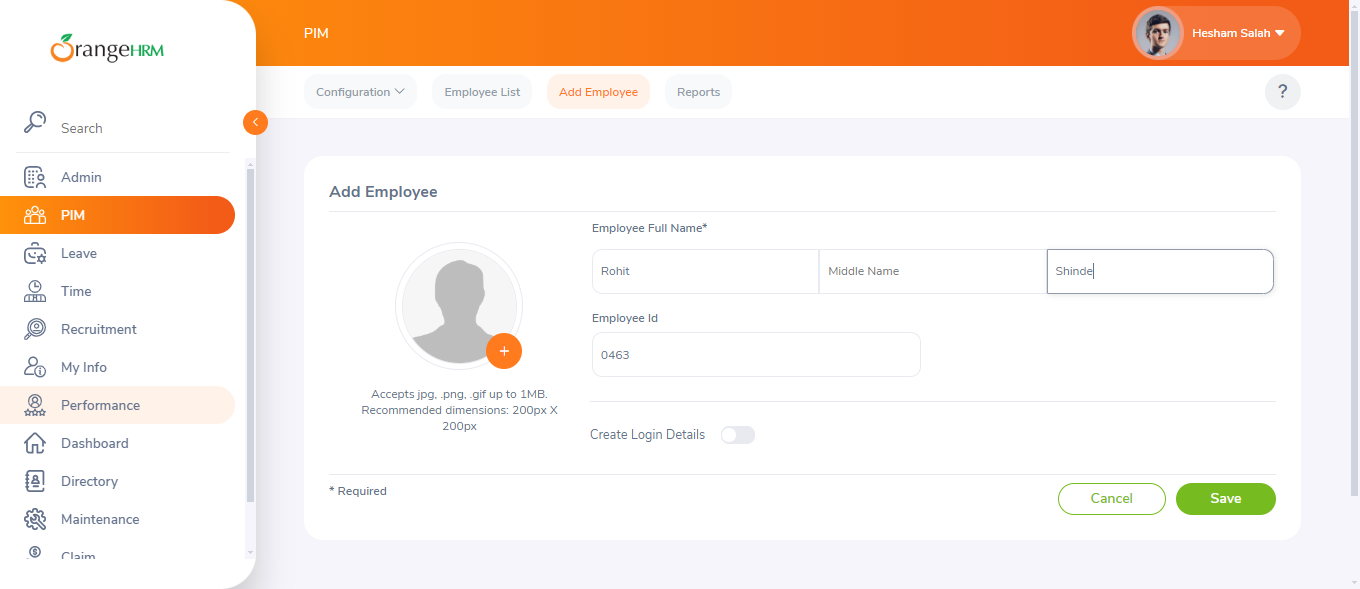 OrangeHRM
PIM
Hesham Salah
Configuration
Employee List
Add Employee
Reports
?
Search
Admin
PIM
Leave
Time
Recruitment
My Info
Performance
Dashboard
Directory
Maintenance
Claim
Add Employee
Employee Full Name*
Rohit
Middle Name
Shinde
Employee Id
0463
+
Accepts jpg, .png, .gif up to 1MB.
Recommended dimensions: 200px X
200px
Create Login Details
* Required
Cancel
Save